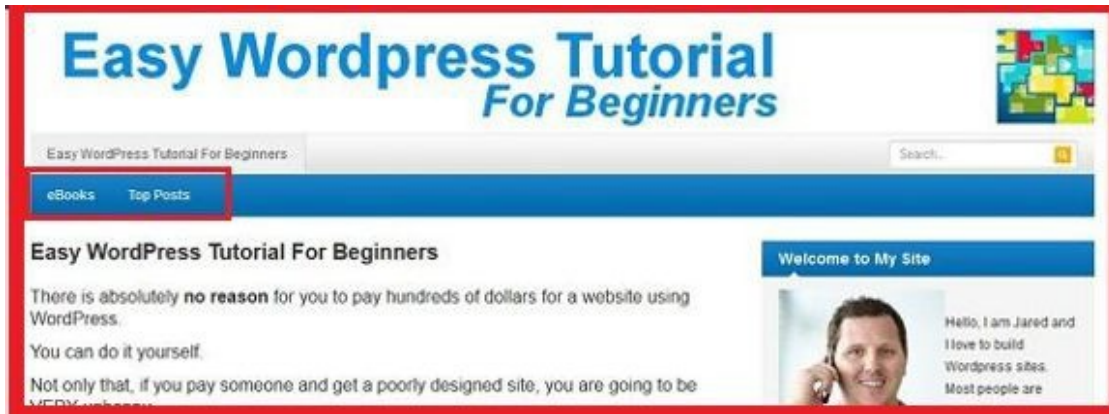 Easy Wordpress Tutorial
For Beginners
Easy WordPress Tutorial For Beginners
Search..
eBooks Top Posts
Easy WordPress Tutorial For Beginners
There is absolutely no reason for you to pay hundreds of dollars for a website using
WordPress.
You can do it yourself.
Not only that, if you pay someone and get a poorly designed site, you are going to be
VERY unhappy
Welcome to My Site
Hello, I am Jared and
I love to build
Wordpress sites.
Most people are